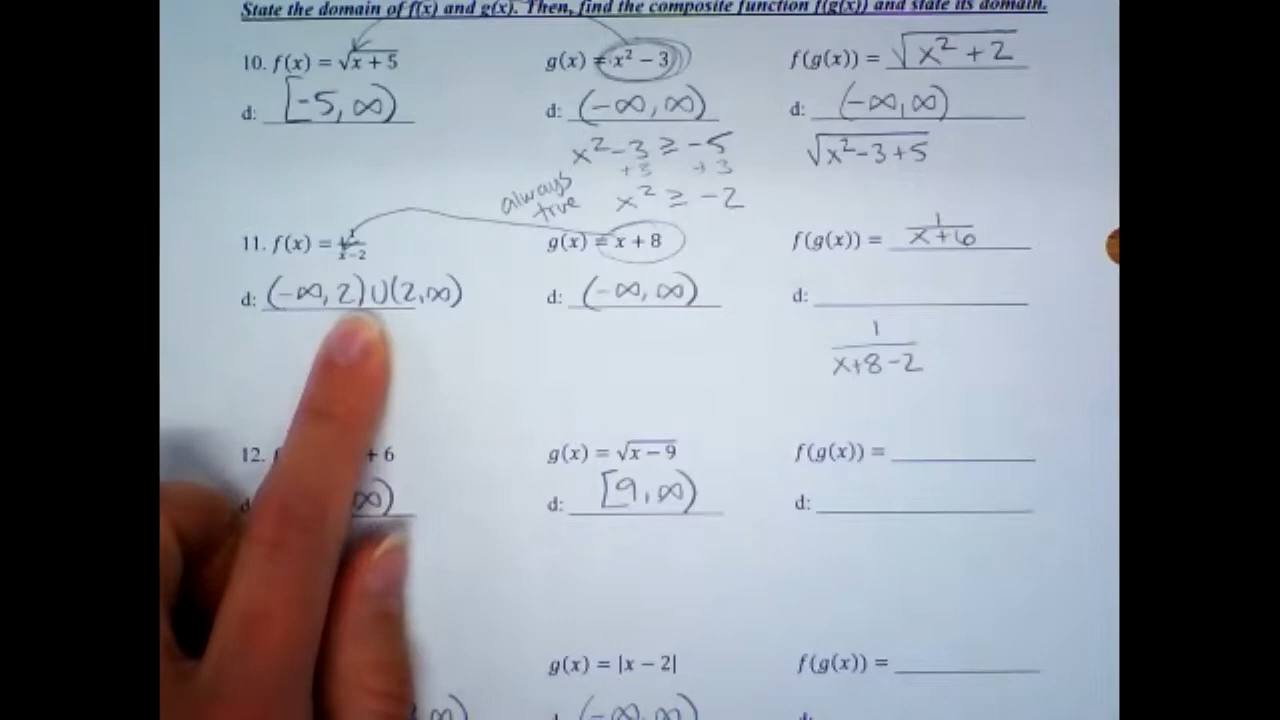 State the domain of f(x) and g(x). Then, find the composite function f(g(x)) and state its domain.
10. f(x) = √x + 5 g(x) = x² − 3 f(g(x)) = √x² + 2
d: [-5, ∞) d: (-∞, ∞) d: (-∞, ∞)
x² - 3 ≥ -5 √x² - 3 + 5
+3 +3
always true x² ≥ -2
11. f(x) = 1/x−2 g(x) = x + 8 f(g(x)) = 1/x+6
d: (-∞, 2) U (2, ∞) d: (-∞, ∞) d:
1/x+8-2
12. + 6 g(x) = √x − 9 f(g(x)) =
∞) d: [9, ∞) d:
g(x) = |x − 2| f(g(x)) =
∞) (-∞, ∞)